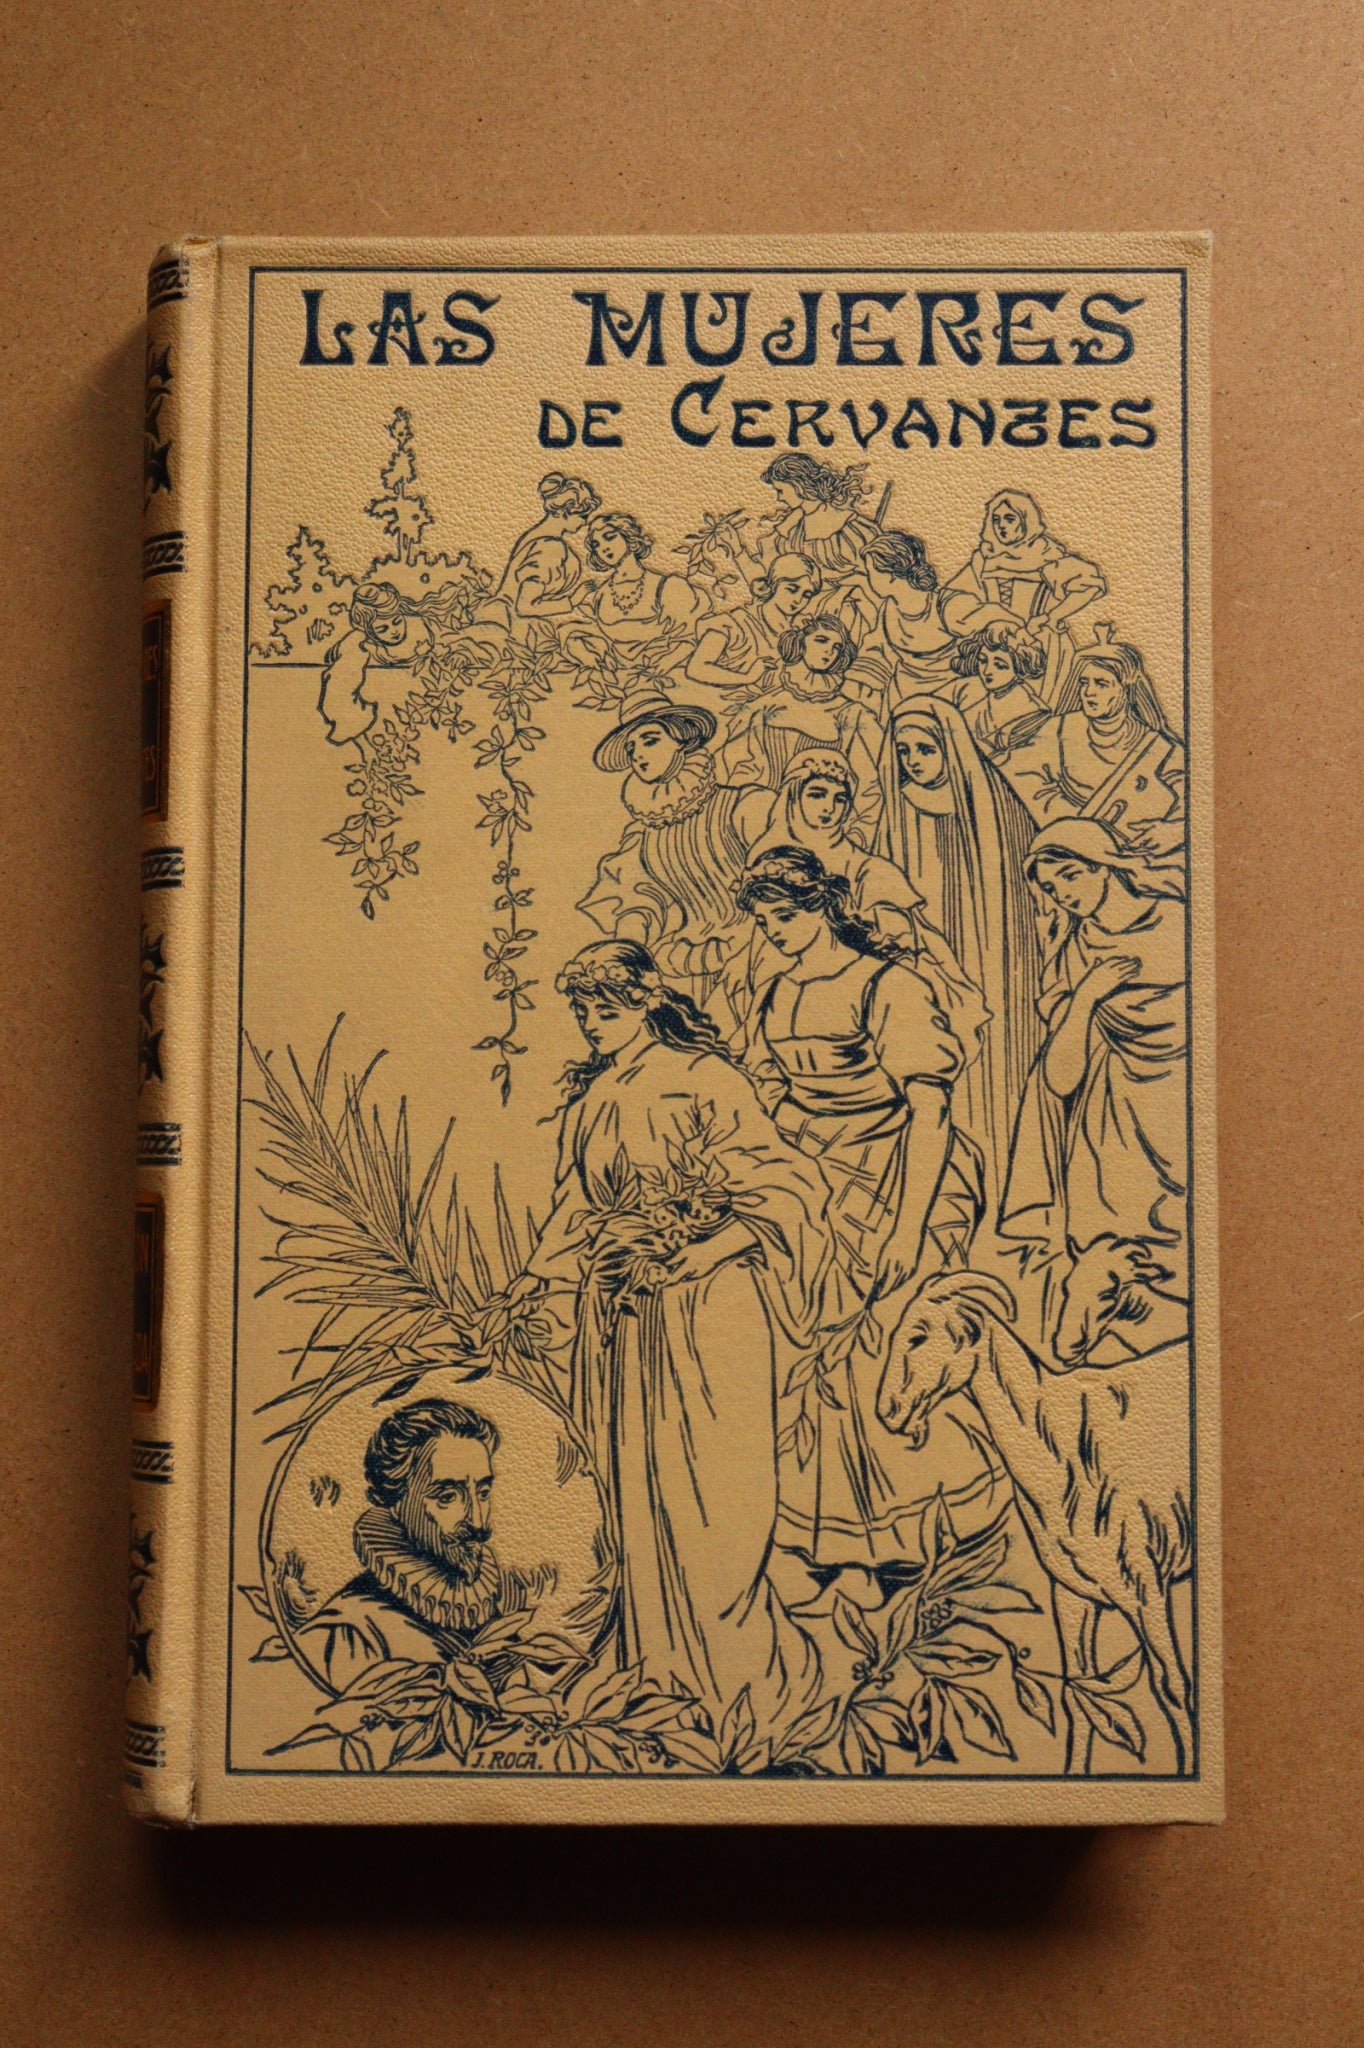 LAS MUJERES
DE CERVANTES
J. ROCA.